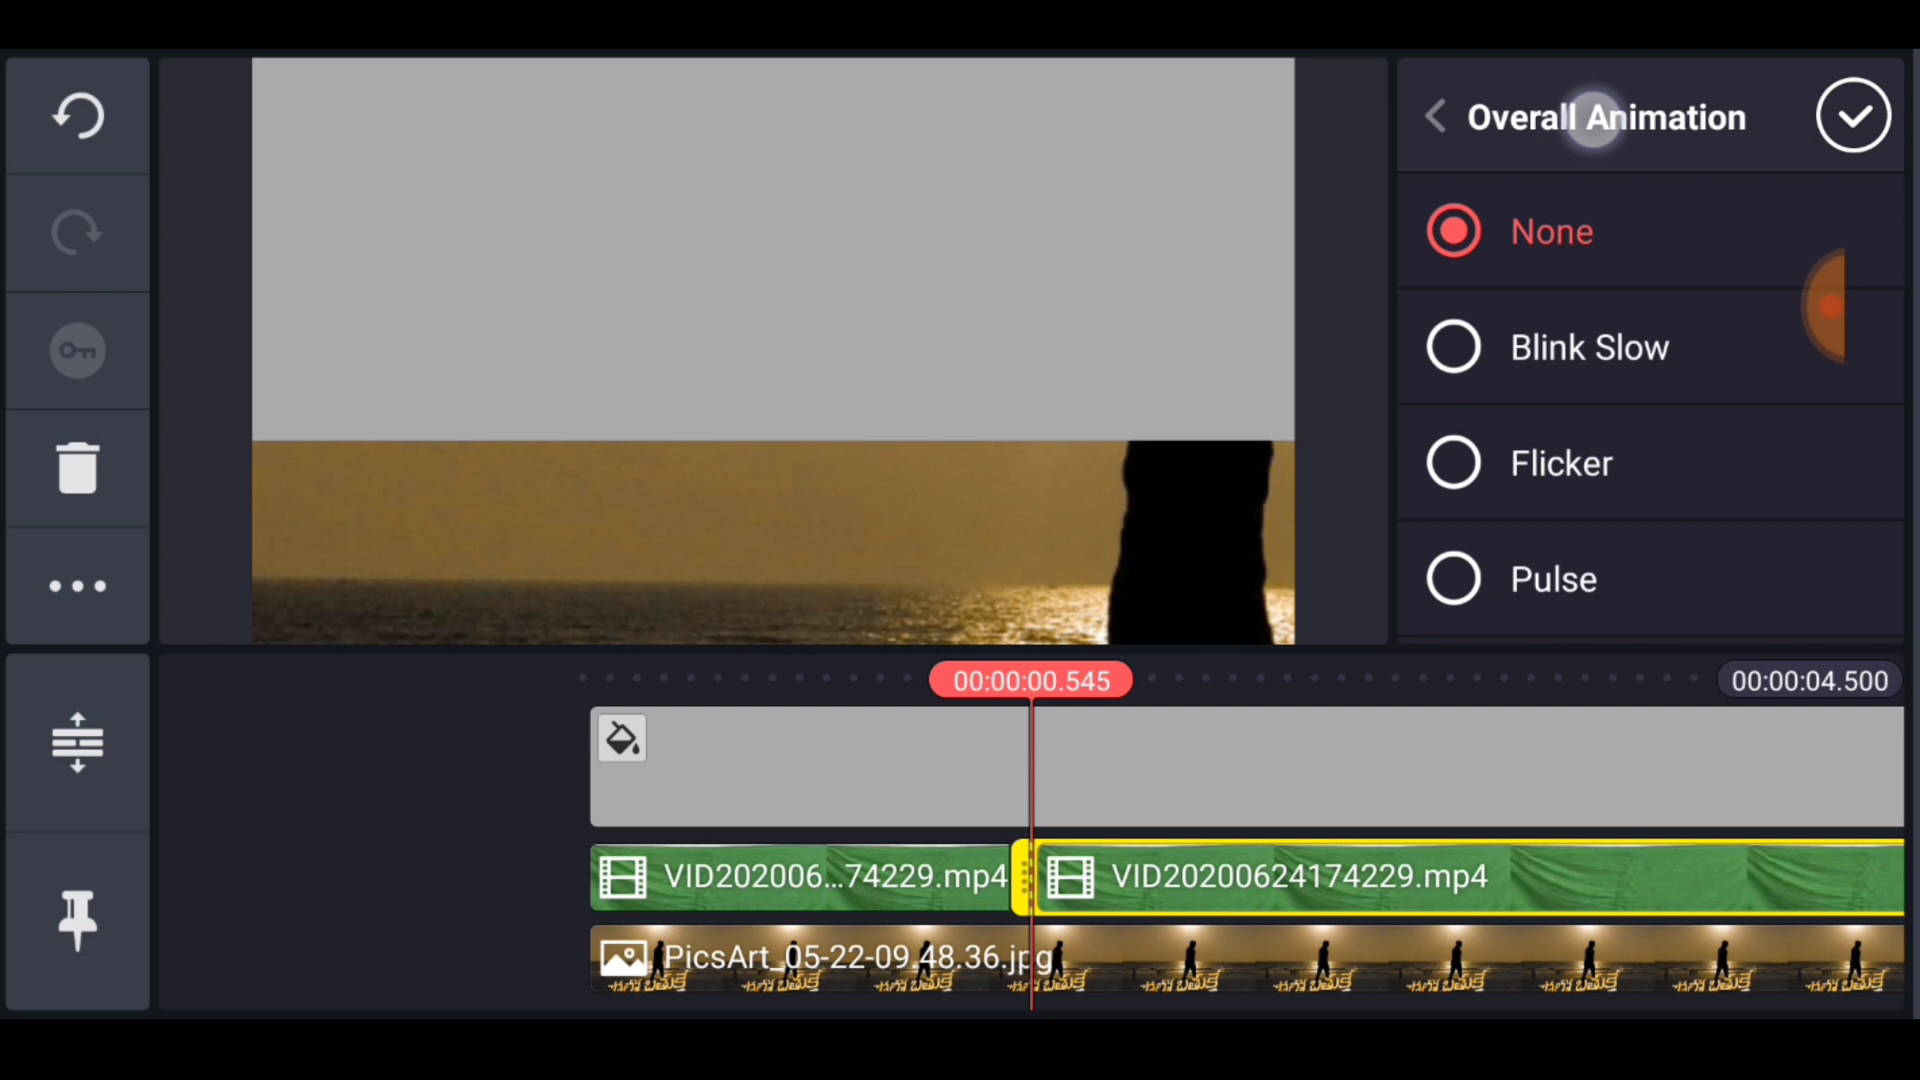 Overall Animation
None
Blink Slow
Flicker
Pulse
00:00:00.545
00:00:04.500
VID202006...74229.mp4
VID20200624174229.mp4
PicsArt_05-22-09.48.36.jpg